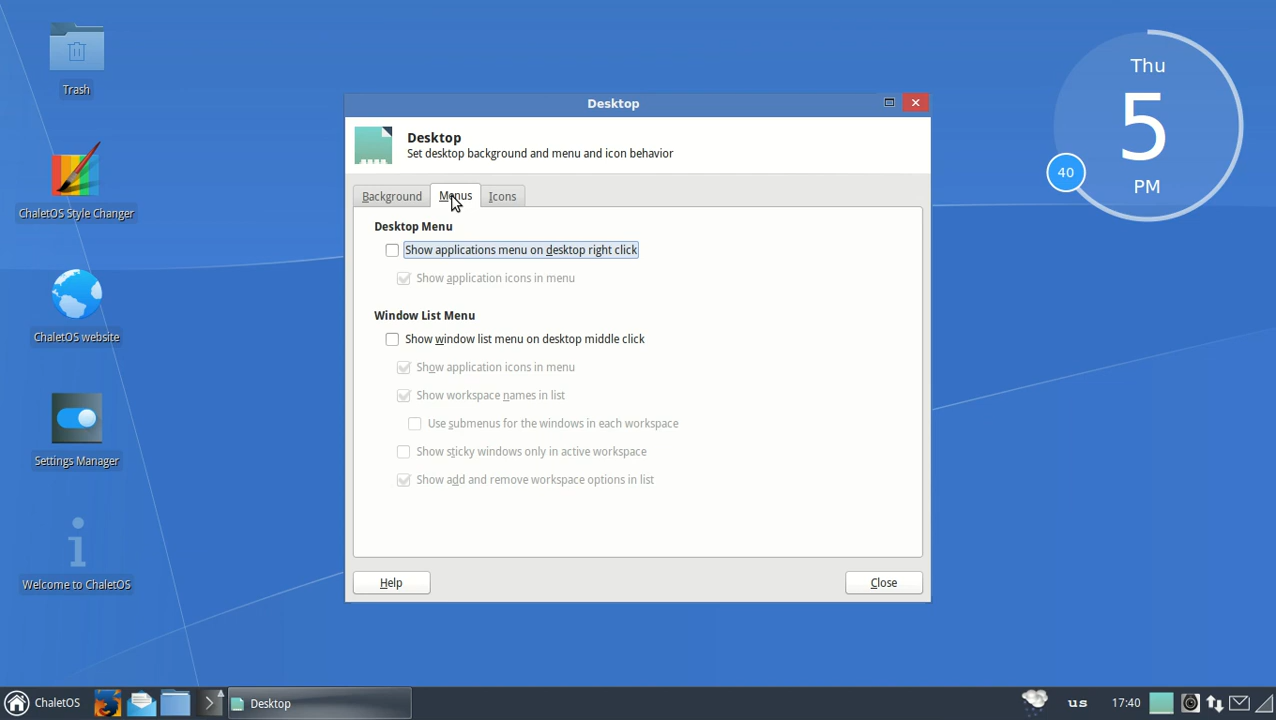 Trash
ChaletOS Style Changer
ChaletOS website
Settings Manager
Welcome to ChaletOS
Thu
5
40
PM
Desktop
Desktop
Set desktop background and menu and icon behavior
Background Menus Icons
Desktop Menu
Show applications menu on desktop right click
Show application icons in menu
Window List Menu
Show window list menu on desktop middle click
Show application icons in menu
Show workspace names in list
Use submenus for the windows in each workspace
Show sticky windows only in active workspace
Show add and remove workspace options in list
Help Close
ChaletOS Desktop us 17:40